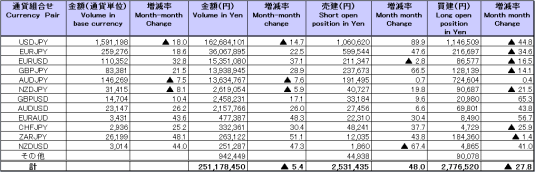 通貨組合せ 金額(通貨単位) 増減率 金額(円) 増減率 売建(円) 増減率 買建(円) 増減率
Currency Pair Volume in base currency Month-month Change Volume in Yen Month-month change Short open position in Yen Month month Change Long open position in Yen Month-month Change
USDJPY 1,591,198 ▲ 18.0 162,684,101 ▲ 14.7 1,060,620 89.9 1,146,509 ▲ 44.8
EURJPY 259,276 18.6 36,067,895 22.5 599,544 47.6 216,697 ▲ 34.6
EURUSD 110,352 32.8 15,351,080 37.1 211,347 ▲ 2.8 86,577 ▲ 16.5
GBPJPY 83,381 21.5 13,938,945 28.9 237,673 66.5 128,139 ▲ 14.1
AUDJPY 146,269 ▲ 7.5 13,634,767 ▲ 7.6 191,495 0.7 724,604 0.4
NZDJPY 31,415 ▲ 8.1 2,619,054 ▲ 5.9 40,727 19.8 90,687 ▲ 21.5
GBPUSD 14,704 10.4 2,458,231 17.1 33,184 9.6 20,960 65.3
AUDUSD 23,147 26.2 2,157,766 26.0 27,456 6.6 69,801 43.8
EURAUD 3,431 43.6 477,387 48.3 22,310 30.4 8,490 56.7
CHFJPY 2,936 25.2 332,361 30.4 48,241 37.7 4,729 ▲ 25.9
ZARJPY 26,199 48.1 263,122 51.1 12,035 43.8 184,360 ▲ 1.4
NZDUSD 3,014 44.0 251,287 47.3 1,860 ▲ 67.4 4,865 41.0
その他 942,449 44,938 90,078
計 251,178,450 ▲ 5.4 2,531,435 48.0 2,776,520 ▲ 27.8